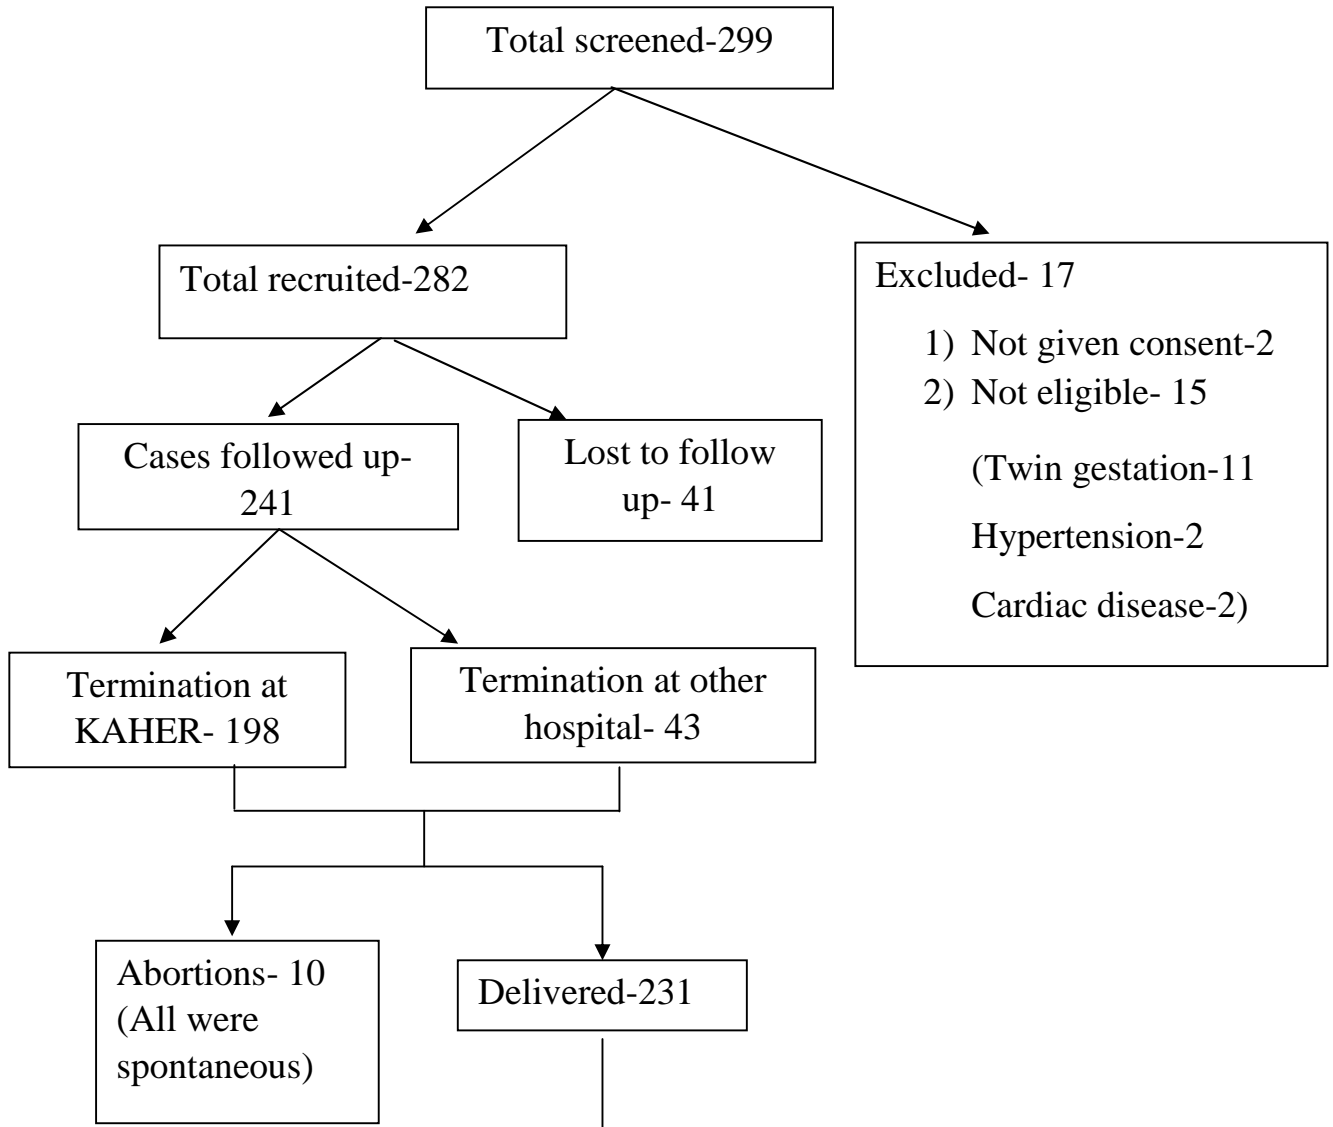 Total screened-299
Total recruited-282
Excluded- 17
1) Not given consent-2
2) Not eligible- 15
(Twin gestation-11
Hypertension-2
Cardiac disease-2)
Cases followed up-
241
Lost to follow
up- 41
Termination at
KAHER- 198
Termination at other
hospital- 43
Abortions- 10
(All were
spontaneous)
Delivered-231